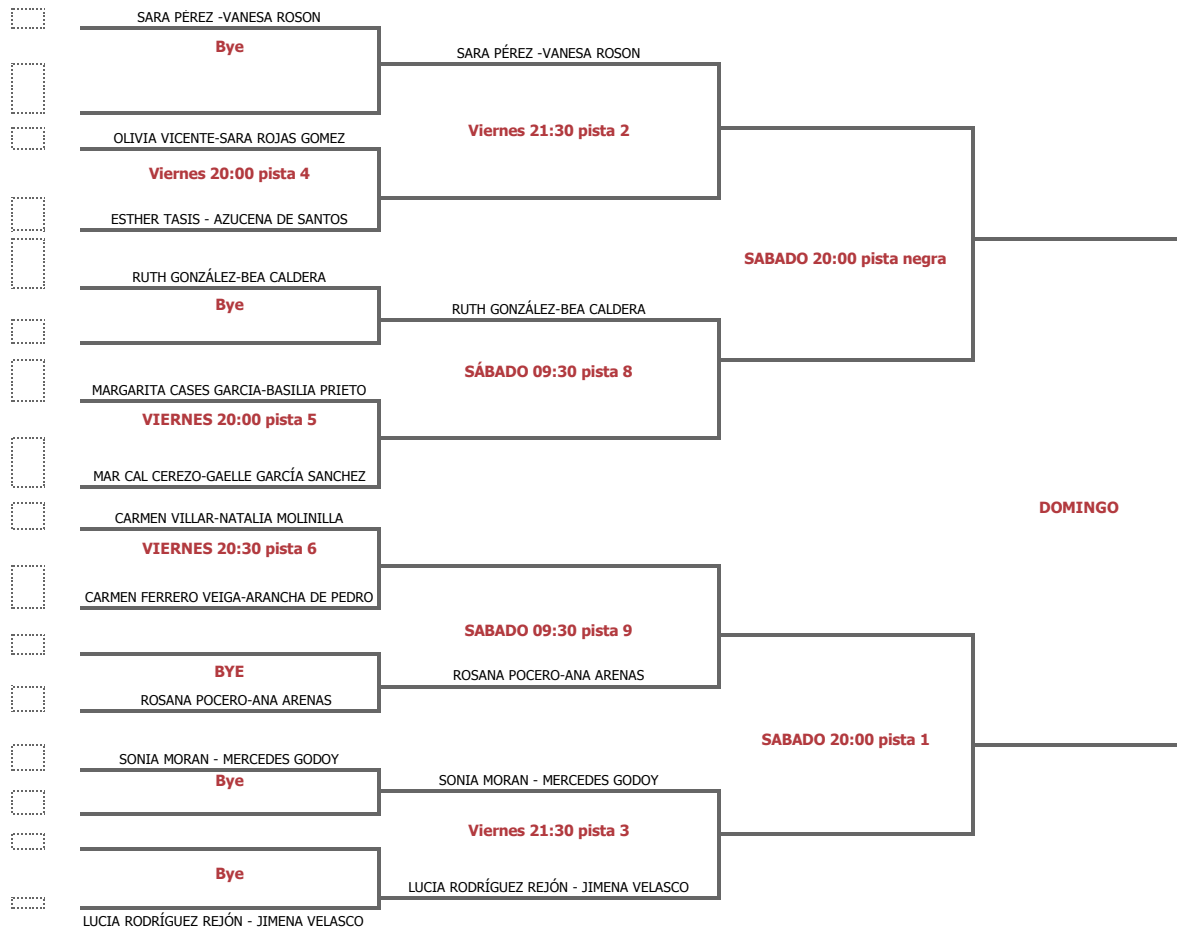 SARA PÉREZ -VANESA ROSON
Bye
OLIVIA VICENTE-SARA ROJAS GOMEZ
Viernes 20:00 pista 4
ESTHER TASIS - AZUCENA DE SANTOS
RUTH GONZÁLEZ-BEA CALDERA
Bye
MARGARITA CASES GARCIA-BASILIA PRIETO
VIERNES 20:00 pista 5
MAR CAL CEREZO-GAELLE GARCÍA SANCHEZ
CARMEN VILLAR-NATALIA MOLINILLA
VIERNES 20:30 pista 6
CARMEN FERRERO VEIGA-ARANCHA DE PEDRO
BYE
ROSANA POCERO-ANA ARENAS
SONIA MORAN - MERCEDES GODOY
Bye
Bye
LUCIA RODRÍGUEZ REJÓN - JIMENA VELASCO
SARA PÉREZ -VANESA ROSON
Viernes 21:30 pista 2
RUTH GONZÁLEZ-BEA CALDERA
SÁBADO 09:30 pista 8
SABADO 09:30 pista 9
ROSANA POCERO-ANA ARENAS
SONIA MORAN - MERCEDES GODOY
Viernes 21:30 pista 3
LUCIA RODRÍGUEZ REJÓN - JIMENA VELASCO
SABADO 20:00 pista negra
SABADO 20:00 pista 1
DOMINGO